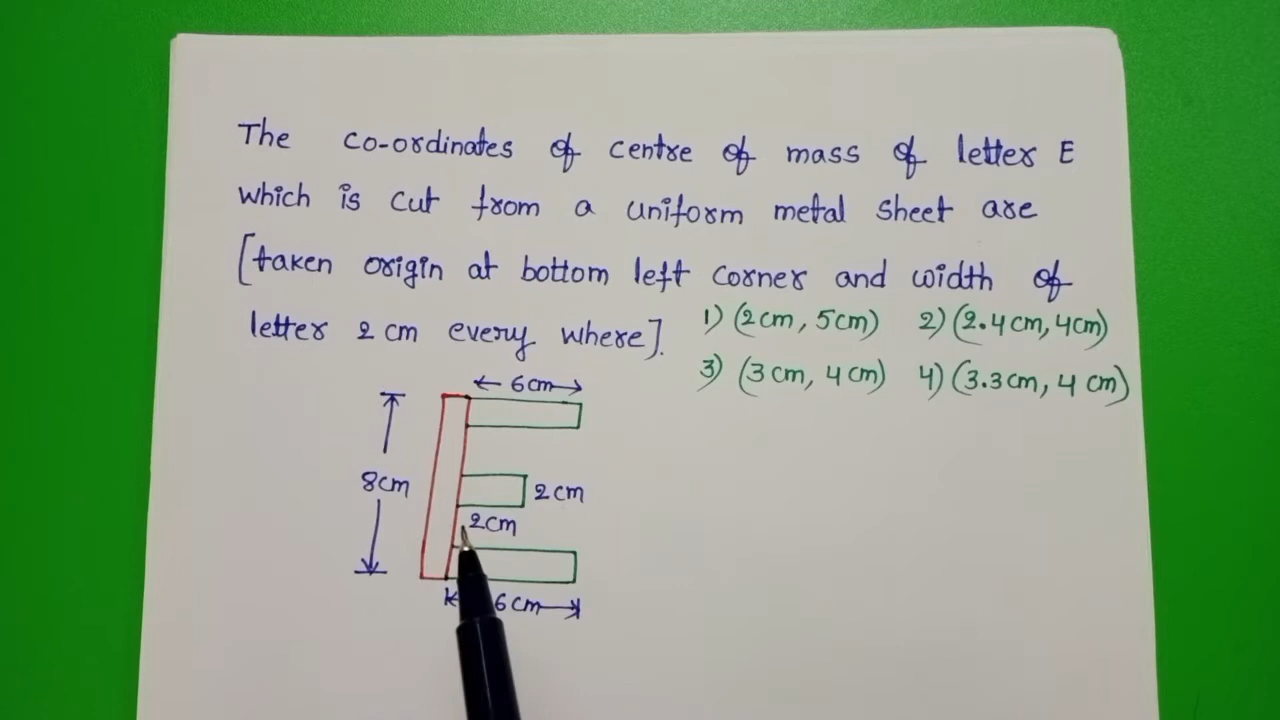 The co-ordinates of centre of mass of letter E
which is cut from a uniform metal sheet are
[taken origin at bottom left corner and width of
letter 2 cm every where].
1) (2cm, 5cm) 2) (2.4cm, 4cm)
3) (3cm, 4cm) 4) (3.3cm, 4cm)
6cm
8cm
2cm
2cm
6cm